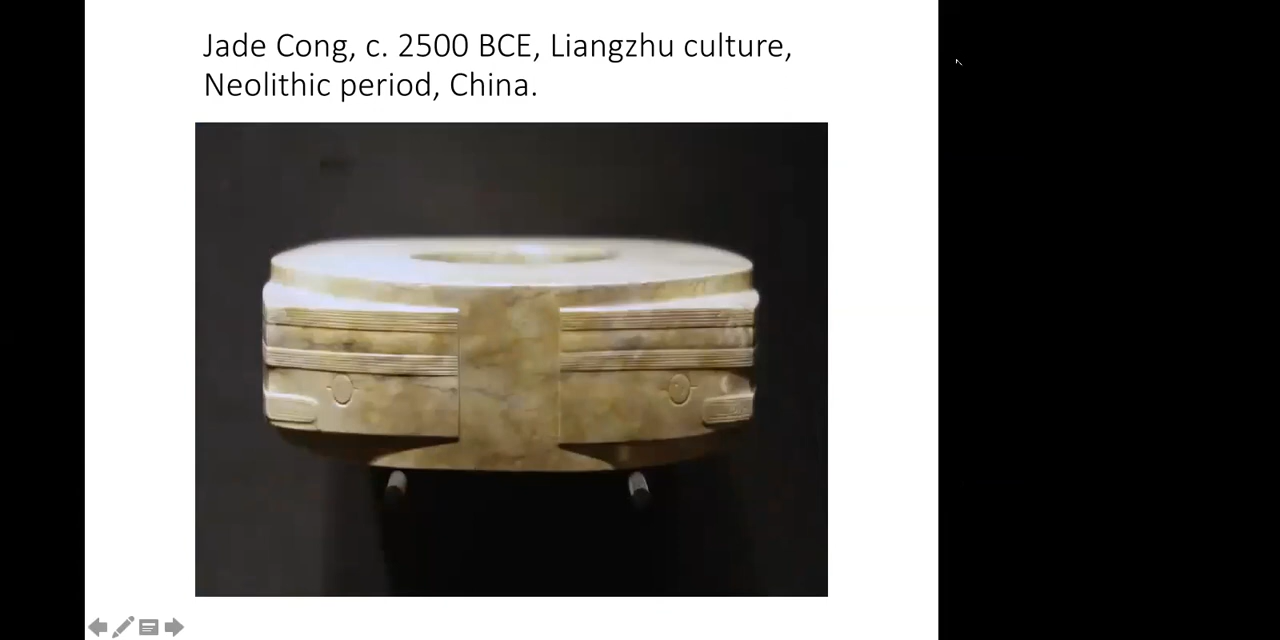 Jade Cong, c. 2500 BCE, Liangzhu culture,
Neolithic period, China.